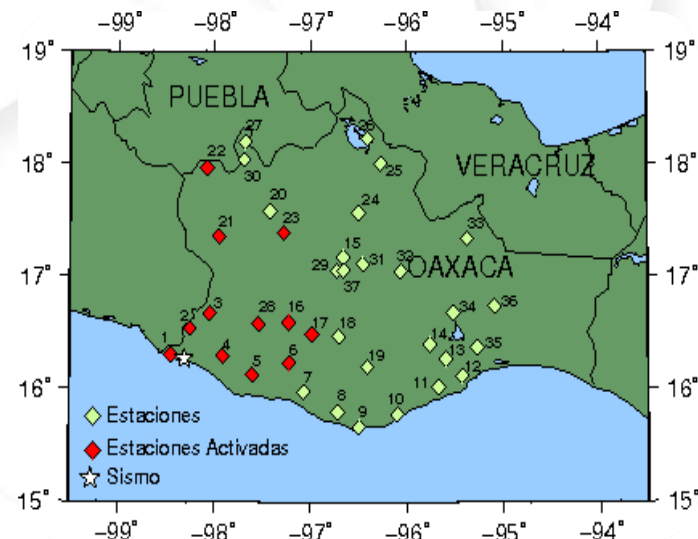 −99° −98° −97° −96° −95° −94°
19° 19°
PUEBLA
27 26
22
18° 18°
30 25 VERACRUZ
20 24
21 23 33
15
29 31 32 OAXACA
17° 17°
37
3 28 16 34 36
2 17 18
1 14 13 35
4 6 19
16° 5 12 16°
7 11
8 10
Estaciones 9
Estaciones Activadas
Sismo
15° 15°
−99° −98° −97° −96° −95° −94°